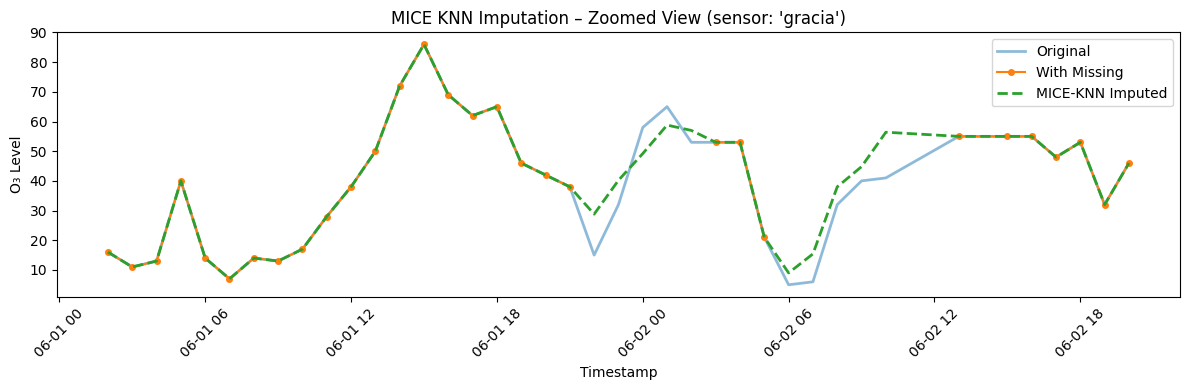 MICE KNN Imputation – Zoomed View (sensor: 'gracia')
Original
With Missing
MICE-KNN Imputed
O₃ Level
90
80
70
60
50
40
30
20
10
06-01 00
06-01 06
06-01 12
06-01 18
06-02 00
06-02 06
06-02 12
06-02 18
Timestamp